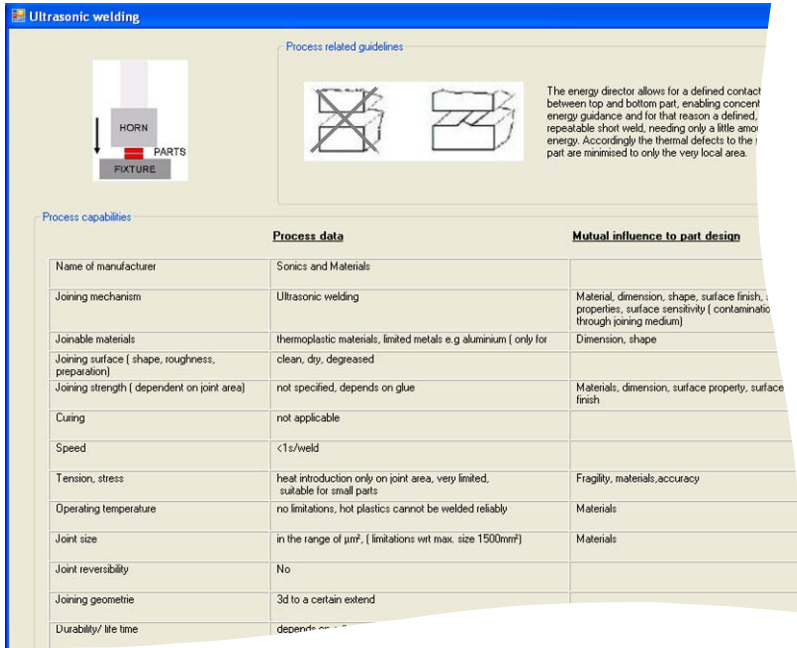 Ultrasonic welding
Process related guidelines
HORN
PARTS
FIXTURE
The energy director allows for a defined contact
between top and bottom part, enabling
energy guidance and for that reason a defined,
repeatable short weld, needing only a little
energy. Accordingly the thermal defects to the
part are minimised to only the very local area.
Process capabilities
Process data
Mutual influence to part design
Name of manufacturer
Sonics and Materials
Joining mechanism
Ultrasonic welding
Material, dimension, shape, surface finish,
properties, surface sensitivity ( 
through joining medium)
Joinable materials
thermoplastic materials, limited metals e.g aluminium ( only for
Dimension, shape
Joining surface ( shape, roughness,
preparation)
clean, dry, degreased
Joining strength ( dependent on joint area)
not specified, depends on glue
Materials, dimension, surface property, surface
finish
Curing
not applicable
Speed
<1s/weld
Tension, stress
heat introduction only on joint area, very limited,
suitable for small parts
Fragility, materials,accuracy
Operating temperature
no limitations, hot plastics cannot be welded reliably
Materials
Joint size
in the range of µm², ( limitations wrt max. size 1500mm²)
Materials
Joint reversibility
No
Joining geometrie
3d to a certain extend
Durability/ life time
depends on